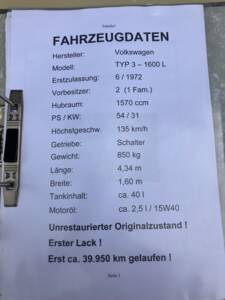 FAHRZEUGDATEN
Hersteller: Volkswagen
Modell: TYP 3 – 1600 L
Erstzulassung: 6 / 1972
Vorbesitzer: 2 (1 Fam.)
Hubraum: 1570 ccm
PS / KW: 54 / 31
Höchstgeschw. 135 km/h
Getriebe: Schalter
Gewicht: 850 kg
Länge: 4,34 m
Breite: 1,60 m
Tankinhalt: ca. 40 l
Motoröl: ca. 2,5 l / 15W40
Unrestaurierter Originalzustand !
Erster Lack !
Erst ca. 39.950 km gelaufen !
Seite 1